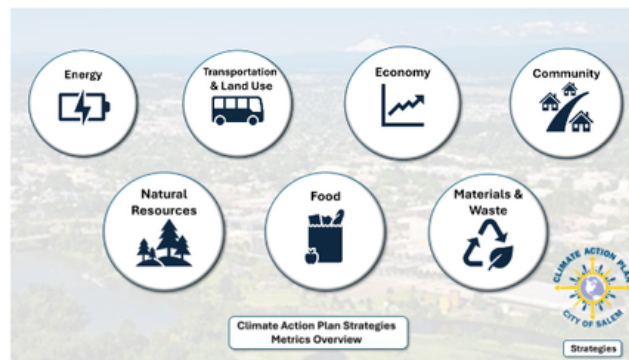 Energy
Transportation
& Land Use
Economy
Community
Natural
Resources
Food
Materials &
Waste
CLIMATE ACTION PLAN
CITY OF SALEM
Climate Action Plan Strategies
Metrics Overview
Strategies